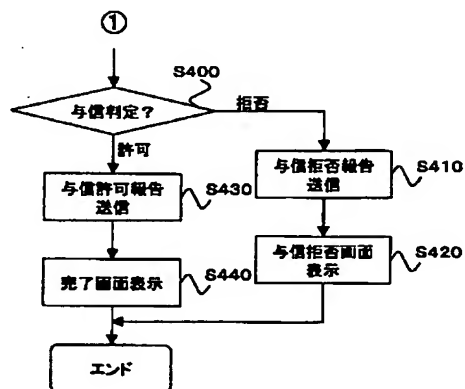 ①
S400
与信判定?
拒否
許可
与信許可報告
送信
S430
与信拒否報告
送信
S410
完了画面表示
S440
与信拒否画面
表示
S420
エンド